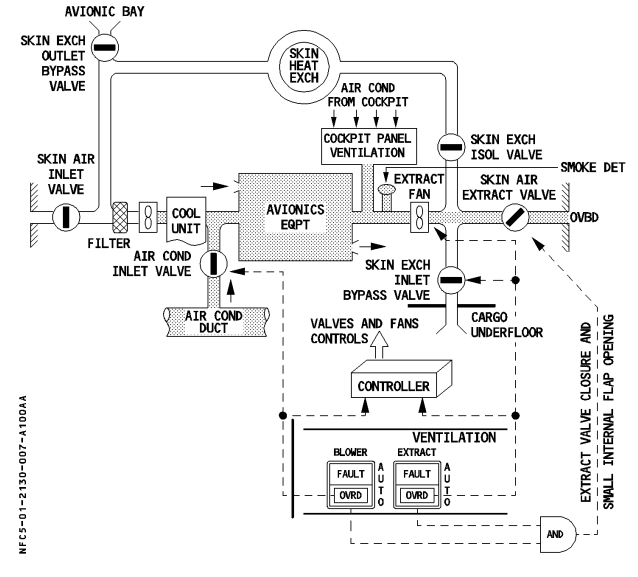 AVIONIC BAY
SKIN EXCH
OUTLET
BYPASS
VALVE
SKIN
HEAT
EXCH
AIR COND
FROM COCKPIT
COCKPIT PANEL
VENTILATION
SKIN EXCH
ISOL VALVE
SMOKE DET
SKIN AIR
INLET
VALVE
EXTRACT
FAN
SKIN AIR
EXTRACT VALVE
FILTER
COOL
UNIT
AVIONICS
EQPT
OVBD
AIR COND
INLET VALVE
SKIN EXCH
INLET
BYPASS VALVE
AIR COND
DUCT
CARGO
UNDERFLOOR
VALVES AND FANS
CONTROLS
CONTROLLER
EXTRACT VALVE CLOSURE AND
SMALL INTERNAL FLAP OPENING
VENTILATION
BLOWER
FAULT
OVRD
AUTO
EXTRACT
FAULT
OVRD
AUTO
AND
NFC5-01-2130-007-A100AA